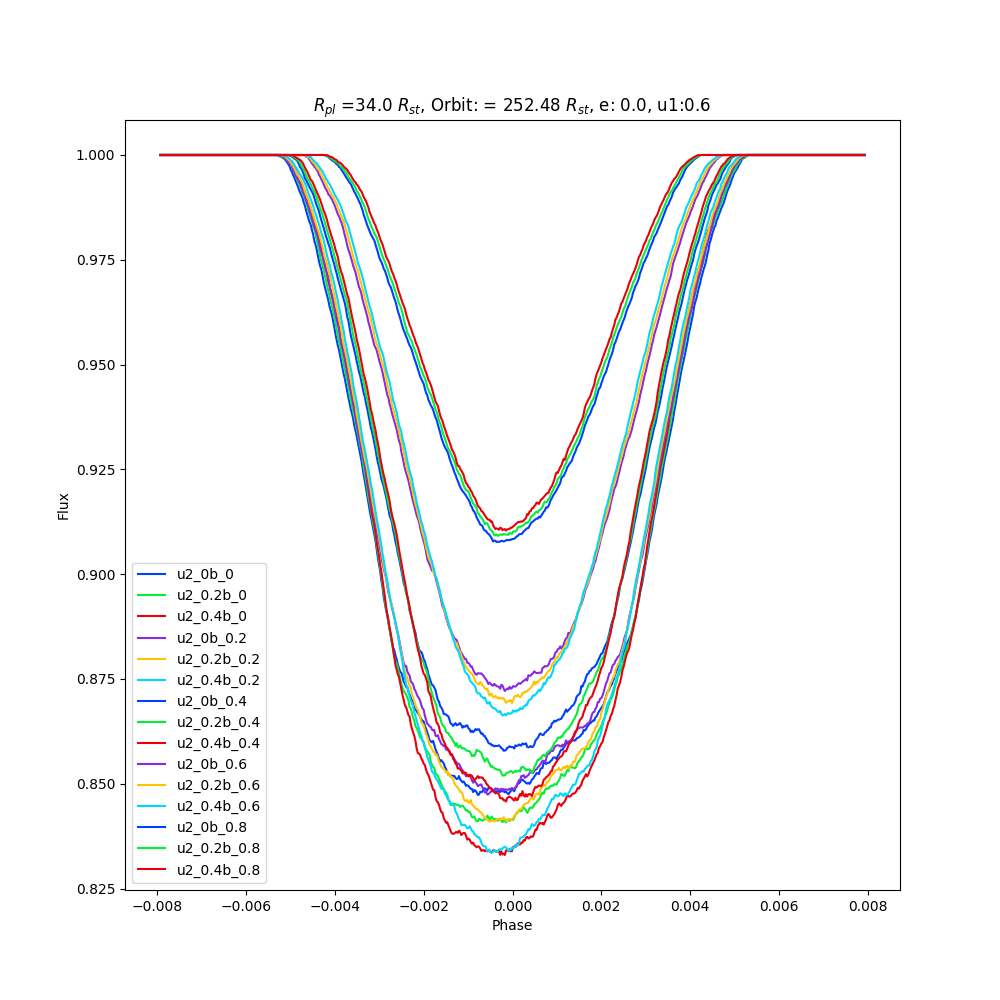 R_pl =34.0 R_st, Orbit: = 252.48 R_st, e: 0.0, u1:0.6
1.000
0.975
0.950
0.925
0.900
0.875
0.850
0.825
Flux
u2_0b_0
u2_0.2b_0
u2_0.4b_0
u2_0b_0.2
u2_0.2b_0.2
u2_0.4b_0.2
u2_0b_0.4
u2_0.2b_0.4
u2_0.4b_0.4
u2_0b_0.6
u2_0.2b_0.6
u2_0.4b_0.6
u2_0b_0.8
u2_0.2b_0.8
u2_0.4b_0.8
−0.008 −0.006 −0.004 −0.002 0.000 0.002 0.004 0.006 0.008
Phase